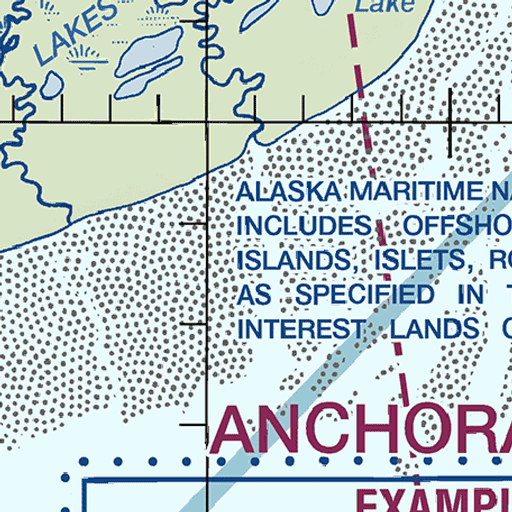 LAKES
Lake
ALASKA MARITIME N
INCLUDES OFFSHO
ISLANDS, ISLETS, RO
AS SPECIFIED IN T
INTEREST LANDS C
ANCHORA
EXAMPL